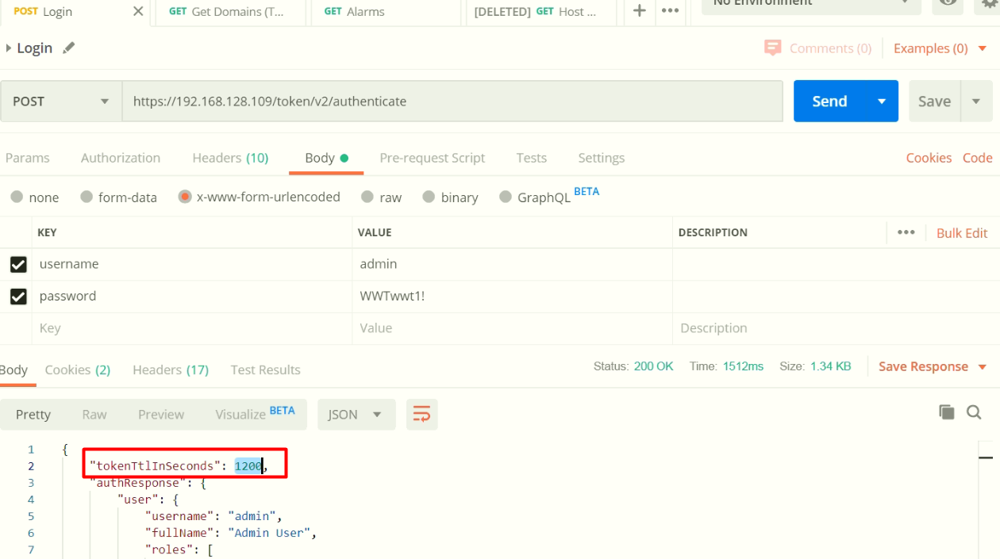 POST Login GET Get Domains (T... GET Alarms [DELETED] GET Host ... No Environment
Login Comments (0) Examples (0)
POST https://192.168.128.109/token/v2/authenticate Send Save
Params Authorization Headers (10) Body Pre-request Script Tests Settings Cookies Code
none form-data x-www-form-urlencoded raw binary GraphQL BETA
KEY VALUE DESCRIPTION ••• Bulk Edit
username admin
password WWTwwt1!
Key Value Description
Body Cookies (2) Headers (17) Test Results Status: 200 OK Time: 1512ms Size: 1.34 KB Save Response
Pretty Raw Preview Visualize BETA JSON
1 {
2 "tokenTtlInSeconds": 1200,
3 "authResponse": {
4 "user": {
5 "username": "admin",
6 "fullName": "Admin User",
7 "roles": [